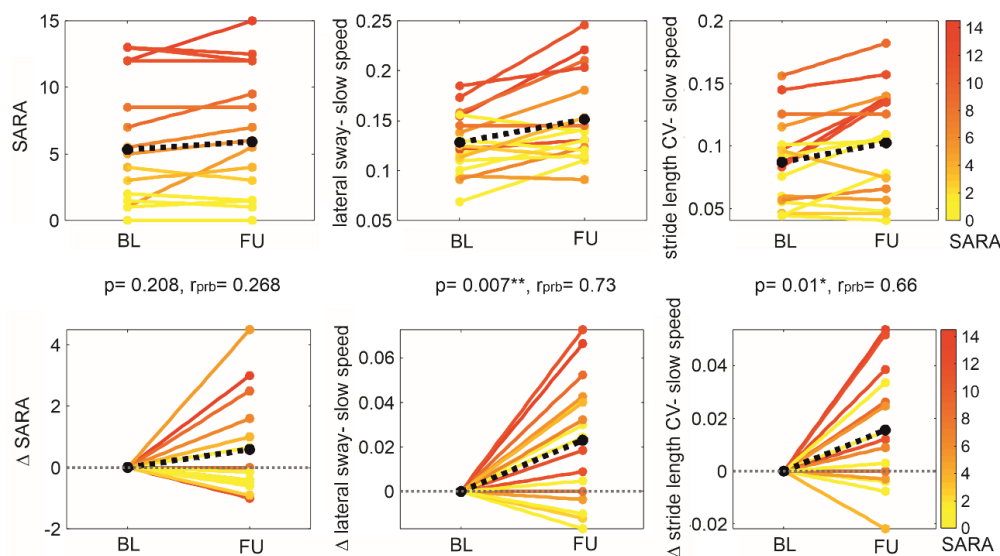 SARA
15
10
5
0
BL
FU
lateral sway- slow speed
0.25
0.2
0.15
0.1
0.05
BL
FU
stride length CV- slow speed
0.2
0.15
0.1
0.05
BL
FU
14
12
10
8
6
4
2
0
SARA
p= 0.208, rprb= 0.268
p= 0.007**, rprb= 0.73
p= 0.01*, rprb= 0.66
Δ SARA
4
2
0
-2
BL
FU
Δ lateral sway- slow speed
0.06
0.04
0.02
0
BL
FU
Δ stride length CV- slow speed
0.04
0.02
0
0.02
BL
FU
14
12
10
8
6
4
2
0
SARA